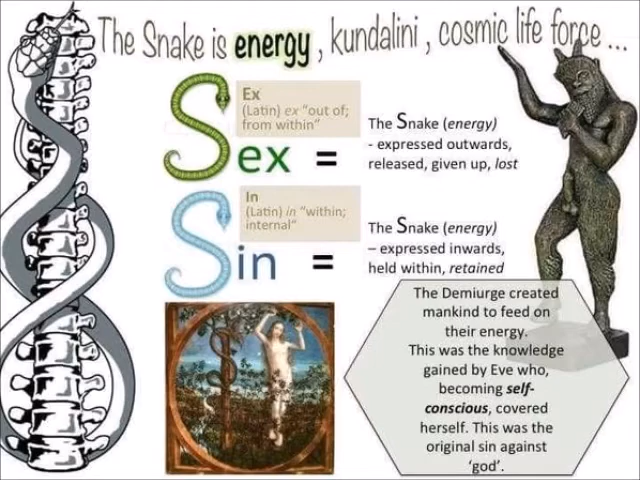 The Snake is energy, kundalini, cosmic life force ...
Ex
(Latin) ex "out of;
from within"
Sex =
The Snake (energy)
- expressed outwards,
released, given up, lost
In
(Latin) in "within;
internal"
Sin =
The Snake (energy)
– expressed inwards,
held within, retained
The Demiurge created
mankind to feed on
their energy.
This was the knowledge
gained by Eve who,
becoming self-
conscious, covered
herself. This was the
original sin against
'god'.